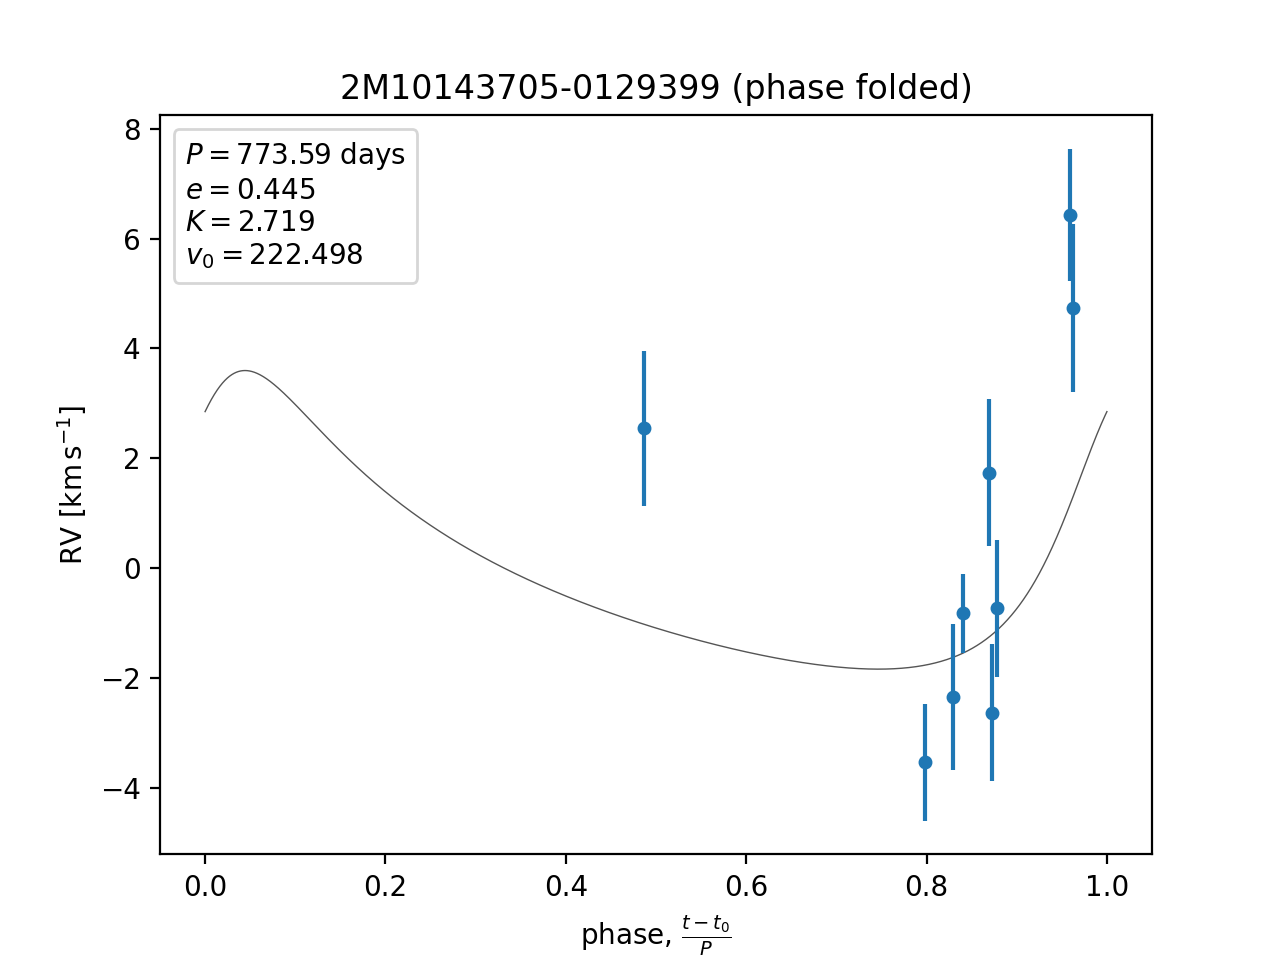 2M10143705-0129399 (phase folded)
P = 773.59 days
e = 0.445
K = 2.719
v₀ = 222.498
8
6
4
2
0
−2
−4
RV [km s⁻¹]
0.0 0.2 0.4 0.6 0.8 1.0
phase, (t − t₀)/P